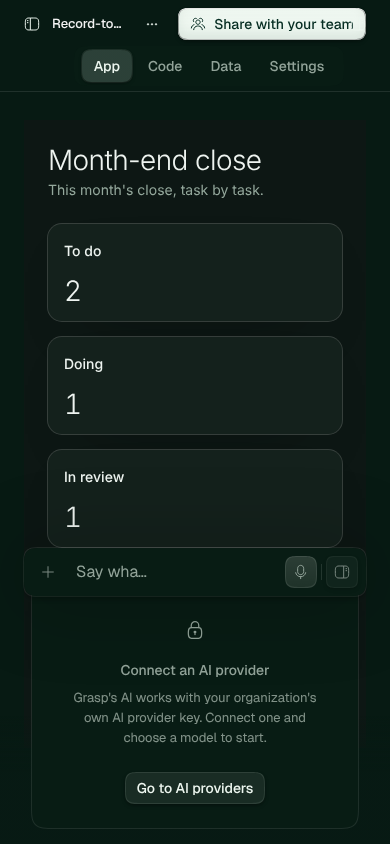 Record-to...
Share with your team
App
Code
Data
Settings
Month-end close
This month's close, task by task.
To do
2
Doing
1
In review
1
Say wha...
Connect an AI provider
Grasp's AI works with your organization's
own AI provider key. Connect one and
choose a model to start.
Go to AI providers